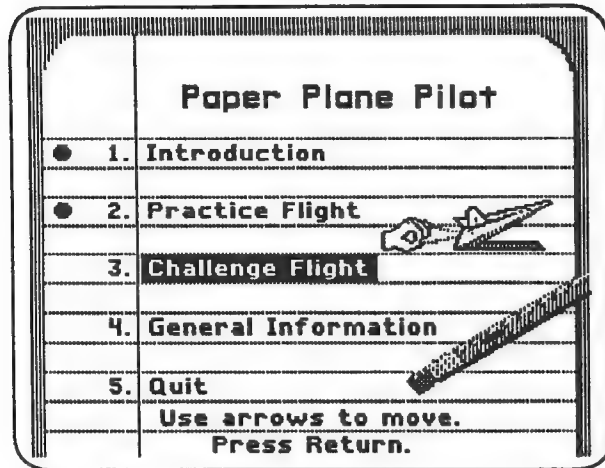 Paper Plane Pilot
1. Introduction
2. Practice Flight
3. Challenge Flight
4. General Information
5. Quit
Use arrows to move.
Press Return.